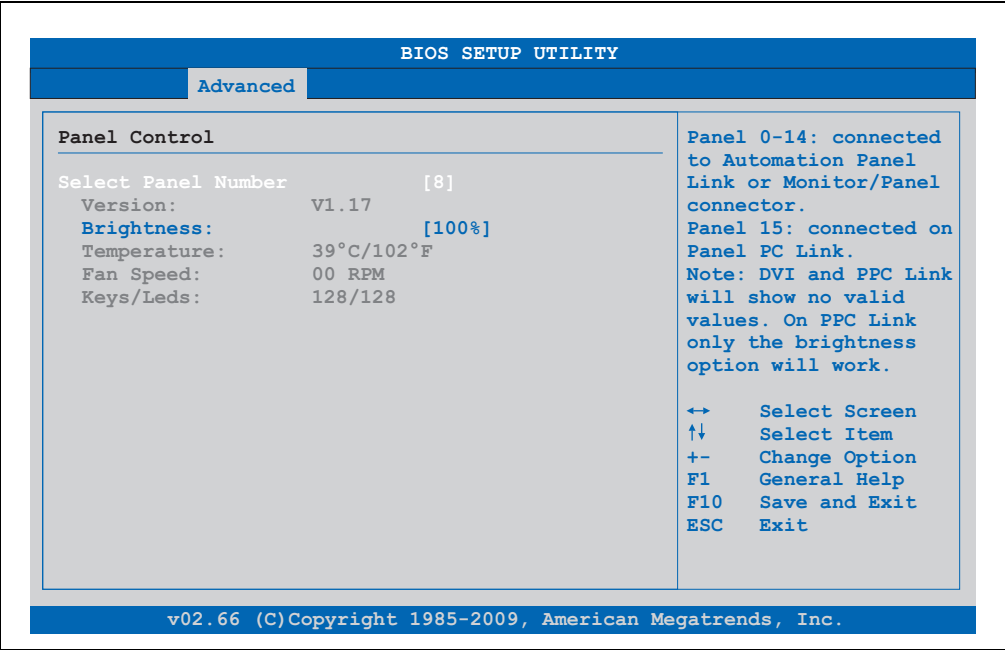 BIOS SETUP UTILITY
Advanced
Panel Control
Select Panel Number [8]
Version: V1.17
Brightness: [100%]
Temperature: 39°C/102°F
Fan Speed: 00 RPM
Keys/Leds: 128/128
Panel 0-14: connected
to Automation Panel
Link or Monitor/Panel
connector.
Panel 15: connected on
Panel PC Link.
Note: DVI and PPC Link
will show no valid
values. On PPC Link
only the brightness
option will work.
↔ Select Screen
↑↓ Select Item
+- Change Option
F1 General Help
F10 Save and Exit
ESC Exit
v02.66 (C)Copyright 1985-2009, American Megatrends, Inc.